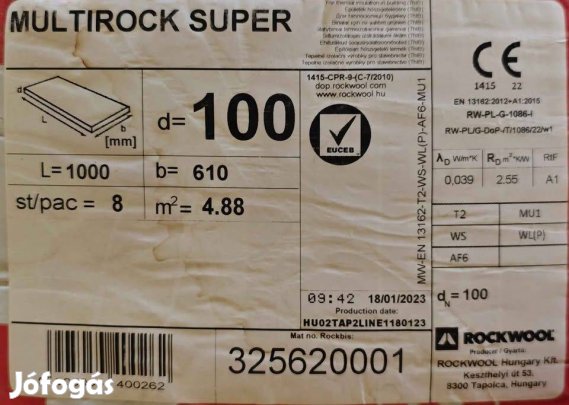 MULTIROCK SUPER
d
L
b
[mm]
d= 100
L= 1000
b= 610
st/pac = 8
m² = 4.88
1415-CPR-9-(C-7/2010)
dop.rockwool.com
www.rockwool.hu
EUCEB
MW-EN 13162-T2-WS-WL(P)-AF6-MU1
CE
1415 22
EN 13162:2012+A1:2015
RW-PL-G-1086-I
RW-PL/G-DoP-/T/1086/22/w1
λD W/m*K
RD m²*K/W
RtF
0,039
2.55
A1
T2
MU1
WS
WL(P)
AF6
dN = 100
09:42 18/01/2023
Production date:
HU02TAP2LINE1180123
Mat no. Rockbis:
325620001
400262
ROCKWOOL
Producer / Gyártó:
ROCKWOOL Hungary Kft.
Keszthelyi út 53.
8300 Tapolca, Hungary
Jófogás